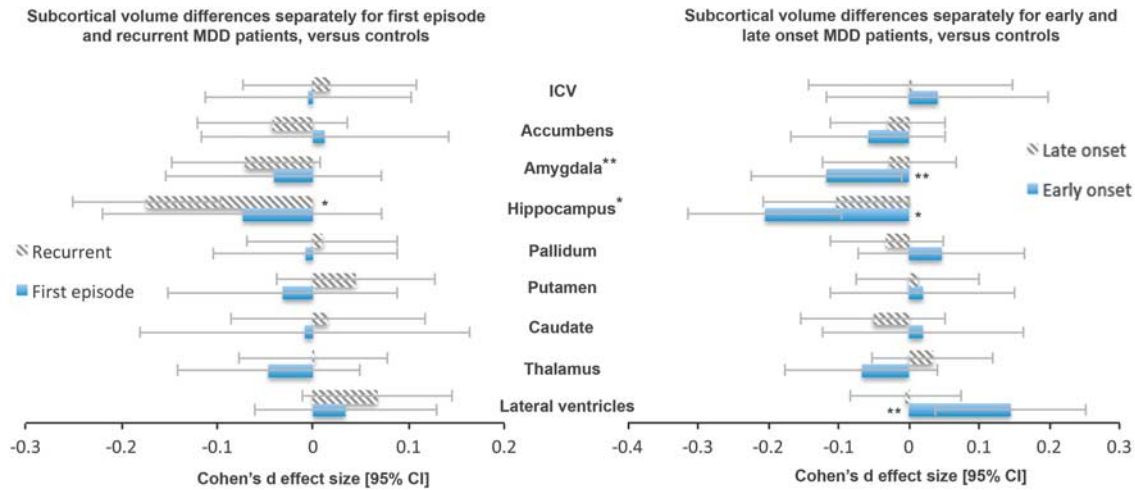 Subcortical volume differences separately for first episode
and recurrent MDD patients, versus controls
Subcortical volume differences separately for early and
late onset MDD patients, versus controls
ICV
Accumbens
Amygdala**
Hippocampus*
Pallidum
Putamen
Caudate
Thalamus
Lateral ventricles
*
Recurrent
First episode
-0.3 -0.2 -0.1 0 0.1 0.2
Cohen's d effect size [95% CI]
Late onset
Early onset
**
*
**
-0.4 -0.3 -0.2 -0.1 0 0.1 0.2 0.3
Cohen's d effect size [95% CI]